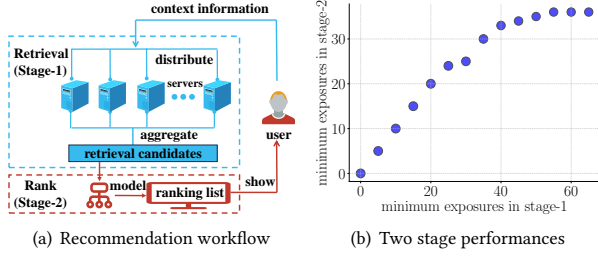 context information
Retrieval
(Stage-1)
distribute
servers
aggregate
retrieval candidates
user
Rank
(Stage-2)
model
ranking list
show
(a) Recommendation workflow
minimum exposures in stage-2
30
20
10
0
0
20
40
60
minimum exposures in stage-1
(b) Two stage performances